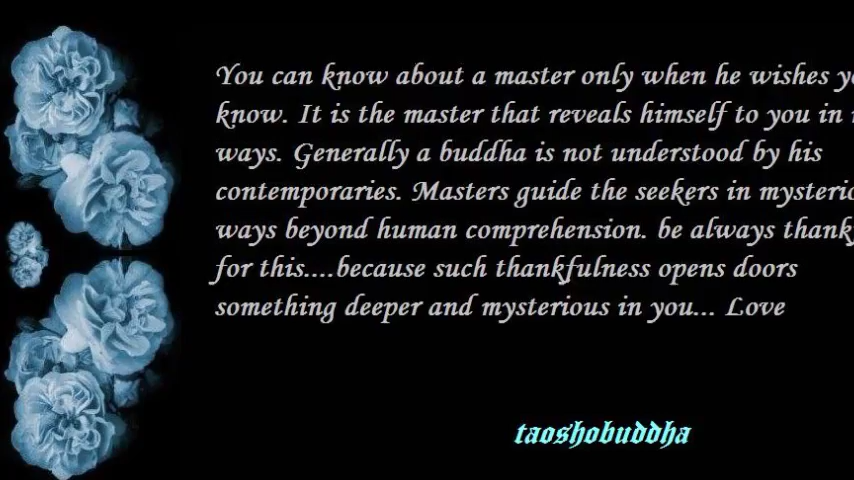 You can know about a master only when he wishes
know. It is the master that reveals himself to you in
ways. Generally a buddha is not understood by his
contemporaries. Masters guide the seekers in
ways beyond human comprehension. be always
for this....because such thankfulness opens doors
something deeper and mysterious in you... Love
taoshobuddha